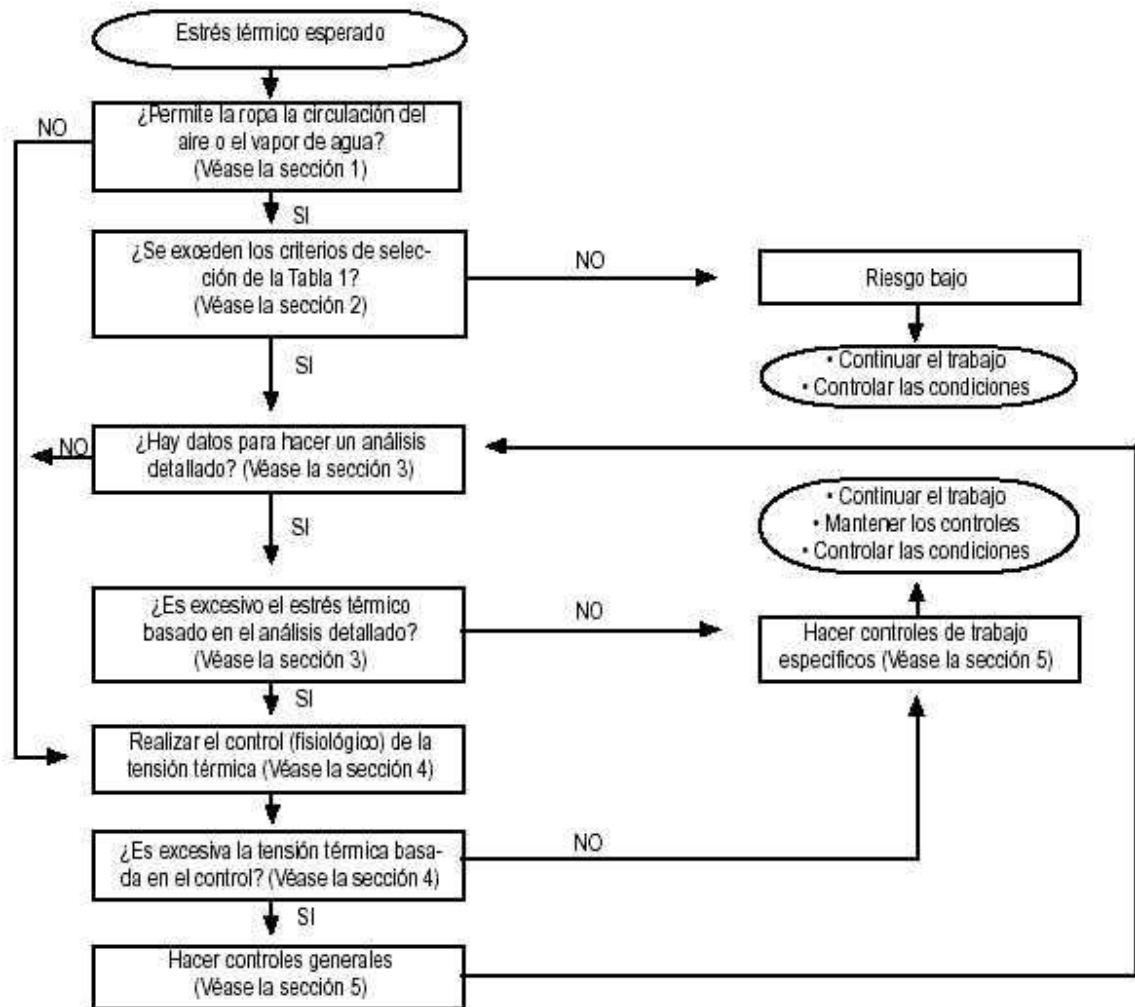 Estrés térmico esperado
¿Permite la ropa la circulación del
aire o el vapor de agua?
(Véase la sección 1)
NO
SI
¿Se exceden los criterios de selec-
ción de la Tabla 1?
(Véase la sección 2)
NO
Riesgo bajo
• Continuar el trabajo
• Controlar las condiciones
SI
¿Hay datos para hacer un análisis
detallado? (Véase la sección 3)
NO
SI
• Continuar el trabajo
• Mantener los controles
• Controlar las condiciones
¿Es excesivo el estrés térmico
basado en el análisis detallado?
(Véase la sección 3)
NO
Hacer controles de trabajo
específicos (Véase la sección 5)
SI
Realizar el control (fisiológico) de la
tensión térmica (Véase la sección 4)
¿Es excesiva la tensión térmica basa-
da en el control? (Véase la sección 4)
NO
SI
Hacer controles generales
(Véase la sección 5)